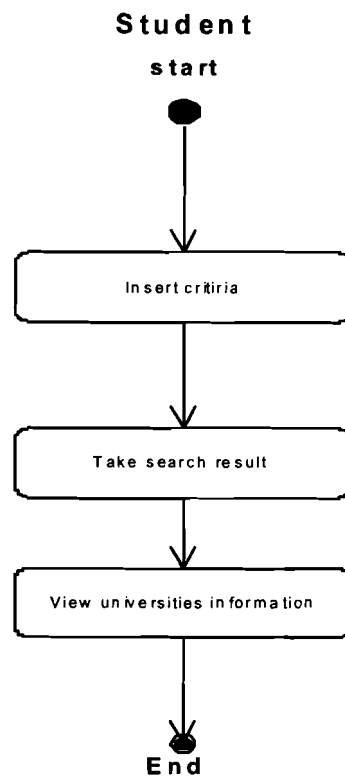 Student
start
Insert critiria
Take search result
View universities information
End